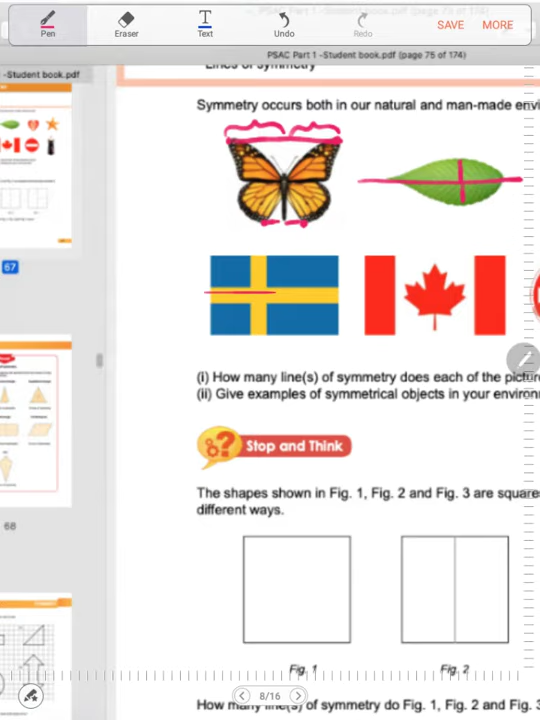 Pen Eraser Text Undo Redo SAVE MORE
PSAC Part 1 -Student book.pdf (page 75 of 174)
-Student book.pdf
Lines of symmetry
Symmetry occurs both in our natural and man-made envi
67
(i) How many line(s) of symmetry does each of the pictur
(ii) Give examples of symmetrical objects in your environ
Stop and Think
68
The shapes shown in Fig. 1, Fig. 2 and Fig. 3 are square
different ways.
Fig. 1 Fig. 2
8/16
How many line(s) of symmetry do Fig. 1, Fig. 2 and Fig. 3